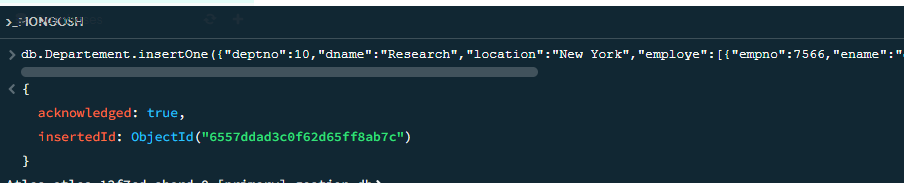 >_MONGOSH
> db.Departement.insertOne({"deptno":10,"dname":"Research","location":"New York","employe":[{"empno":7566,"ename":"
< {
acknowledged: true,
insertedId: ObjectId("6557ddad3c0f62d65ff8ab7c")
}